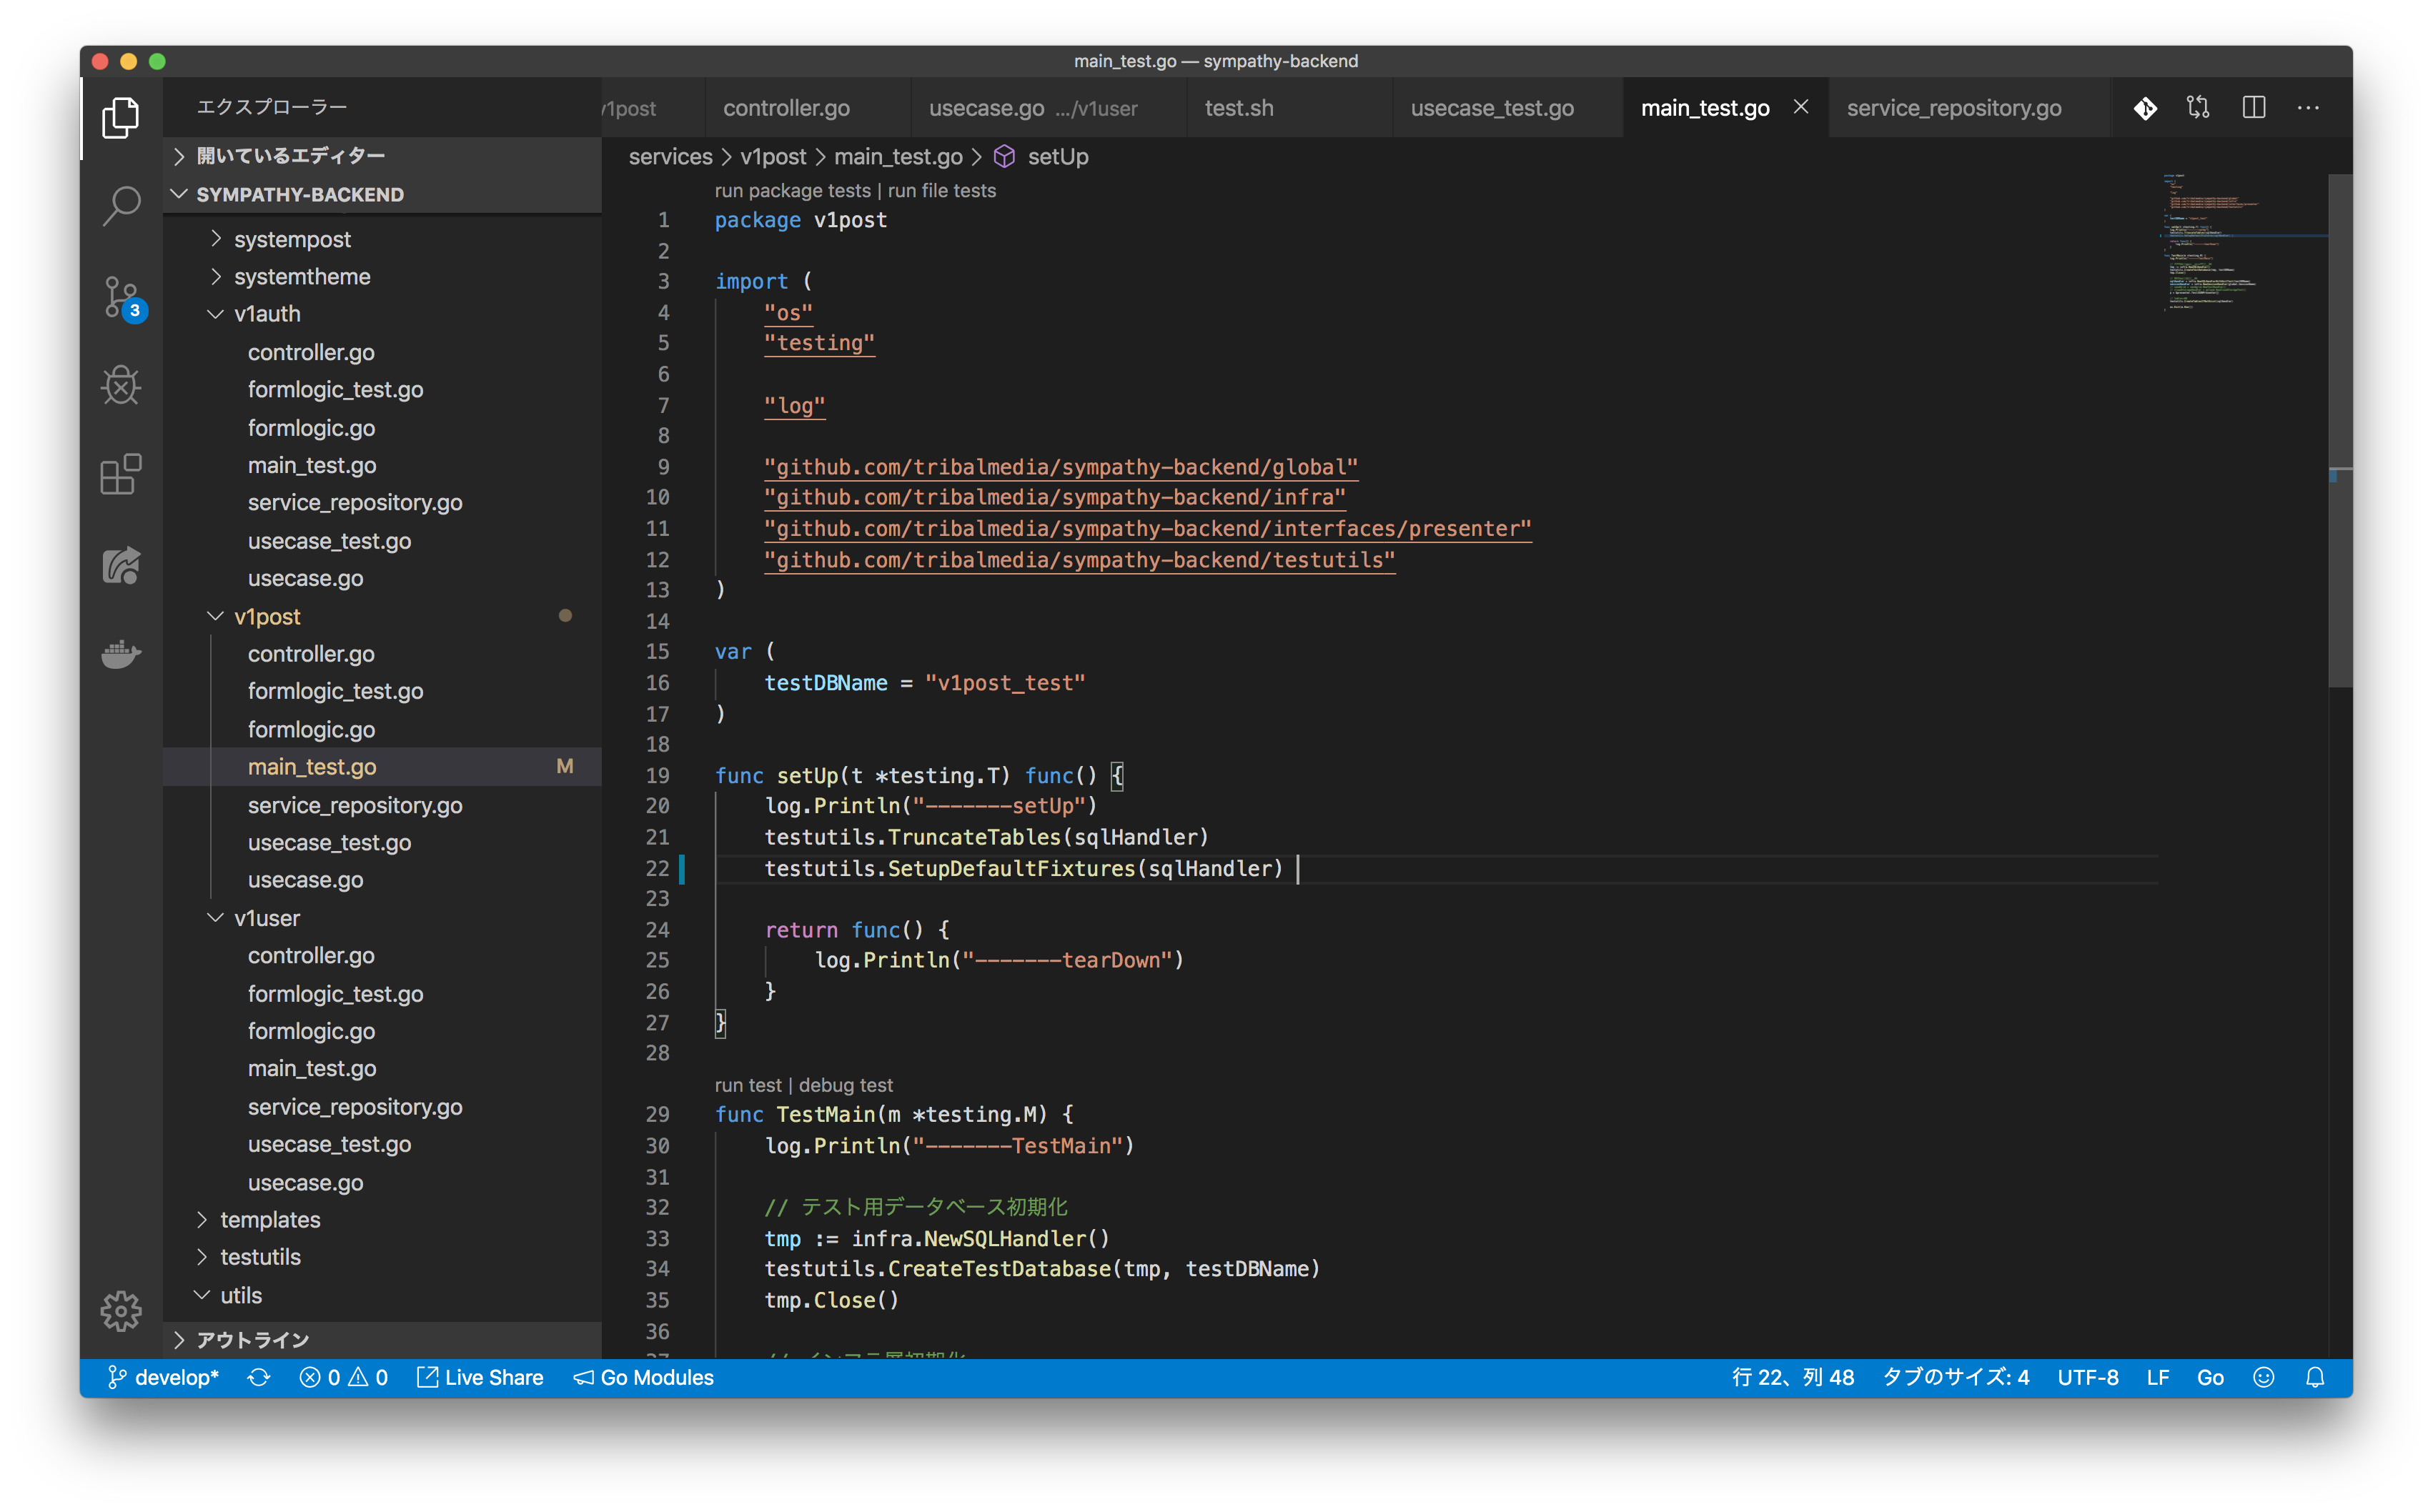 main_test.go — sympathy-backend
エクスプローラー
/1post
controller.go
usecase.go …/v1user
test.sh
usecase_test.go
main_test.go
service_repository.go
開いているエディター
SYMPATHY-BACKEND
systempost
systemtheme
v1auth
controller.go
formlogic_test.go
formlogic.go
main_test.go
service_repository.go
usecase_test.go
usecase.go
v1post
controller.go
formlogic_test.go
formlogic.go
main_test.go M
service_repository.go
usecase_test.go
usecase.go
v1user
controller.go
formlogic_test.go
formlogic.go
main_test.go
service_repository.go
usecase_test.go
usecase.go
templates
testutils
utils
アウトライン
3
services > v1post > main_test.go > setUp
run package tests | run file tests
1 package v1post
2
3 import (
4 "os"
5 "testing"
6
7 "log"
8
9 "github.com/tribalmedia/sympathy-backend/global"
10 "github.com/tribalmedia/sympathy-backend/infra"
11 "github.com/tribalmedia/sympathy-backend/interfaces/presenter"
12 "github.com/tribalmedia/sympathy-backend/testutils"
13 )
14
15 var (
16 testDBName = "v1post_test"
17 )
18
19 func setUp(t *testing.T) func() {
20 log.Println("-------setUp")
21 testutils.TruncateTables(sqlHandler)
22 testutils.SetupDefaultFixtures(sqlHandler)
23
24 return func() {
25 log.Println("-------tearDown")
26 }
27 }
28
run test | debug test
29 func TestMain(m *testing.M) {
30 log.Println("-------TestMain")
31
32 // テスト用データベース初期化
33 tmp := infra.NewSQLHandler()
34 testutils.CreateTestDatabase(tmp, testDBName)
35 tmp.Close()
36
develop* 0 0 Live Share Go Modules 行 22、列 48 タブのサイズ: 4 UTF-8 LF Go